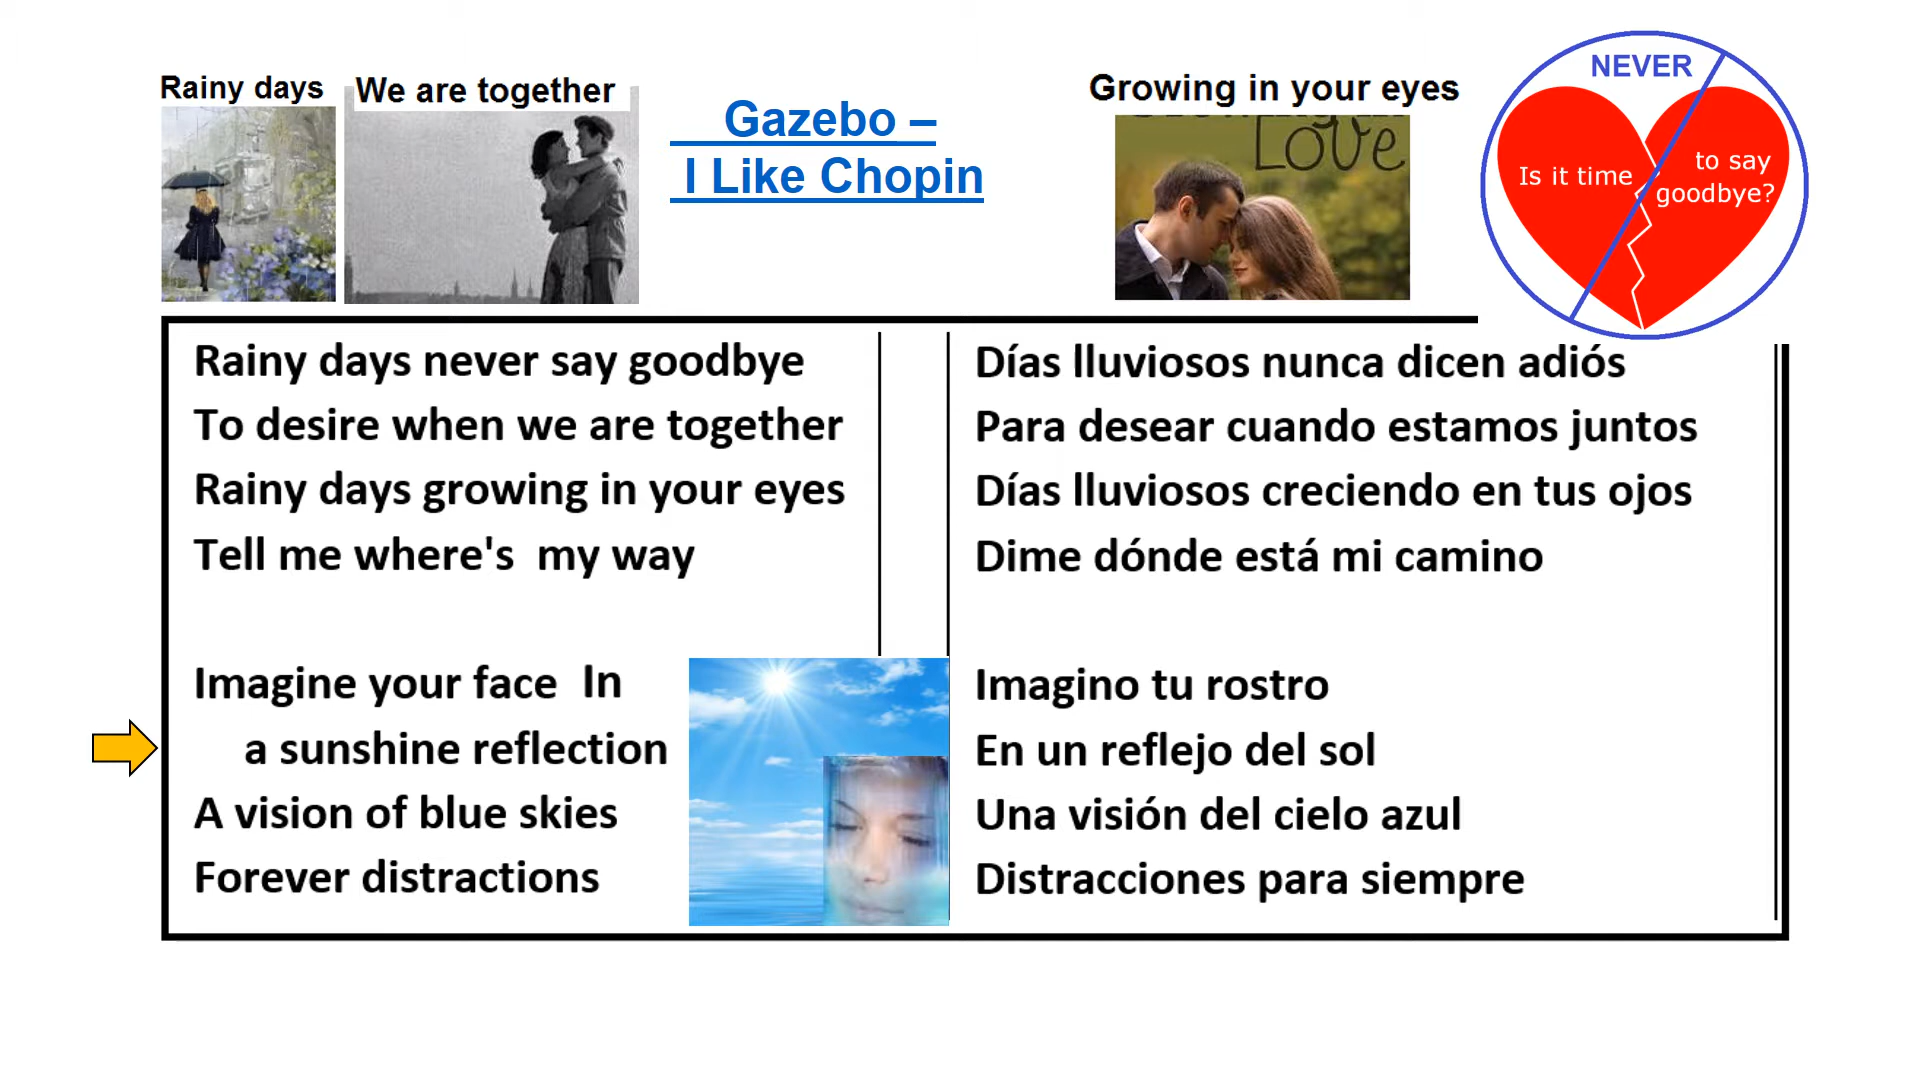 Rainy days
We are together
Gazebo –
I Like Chopin
Growing in your eyes
Love
NEVER
Is it time
to say
goodbye?
Rainy days never say goodbye
To desire when we are together
Rainy days growing in your eyes
Tell me where's my way
Imagine your face In
a sunshine reflection
A vision of blue skies
Forever distractions
Días lluviosos nunca dicen adiós
Para desear cuando estamos juntos
Días lluviosos creciendo en tus ojos
Dime dónde está mi camino
Imagino tu rostro
En un reflejo del sol
Una visión del cielo azul
Distracciones para siempre